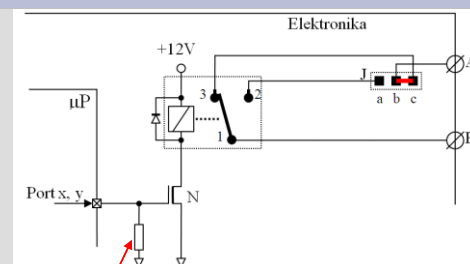 Elektronika
+12V
A
J
3
2
a b c
μP
1
Port x, y
N